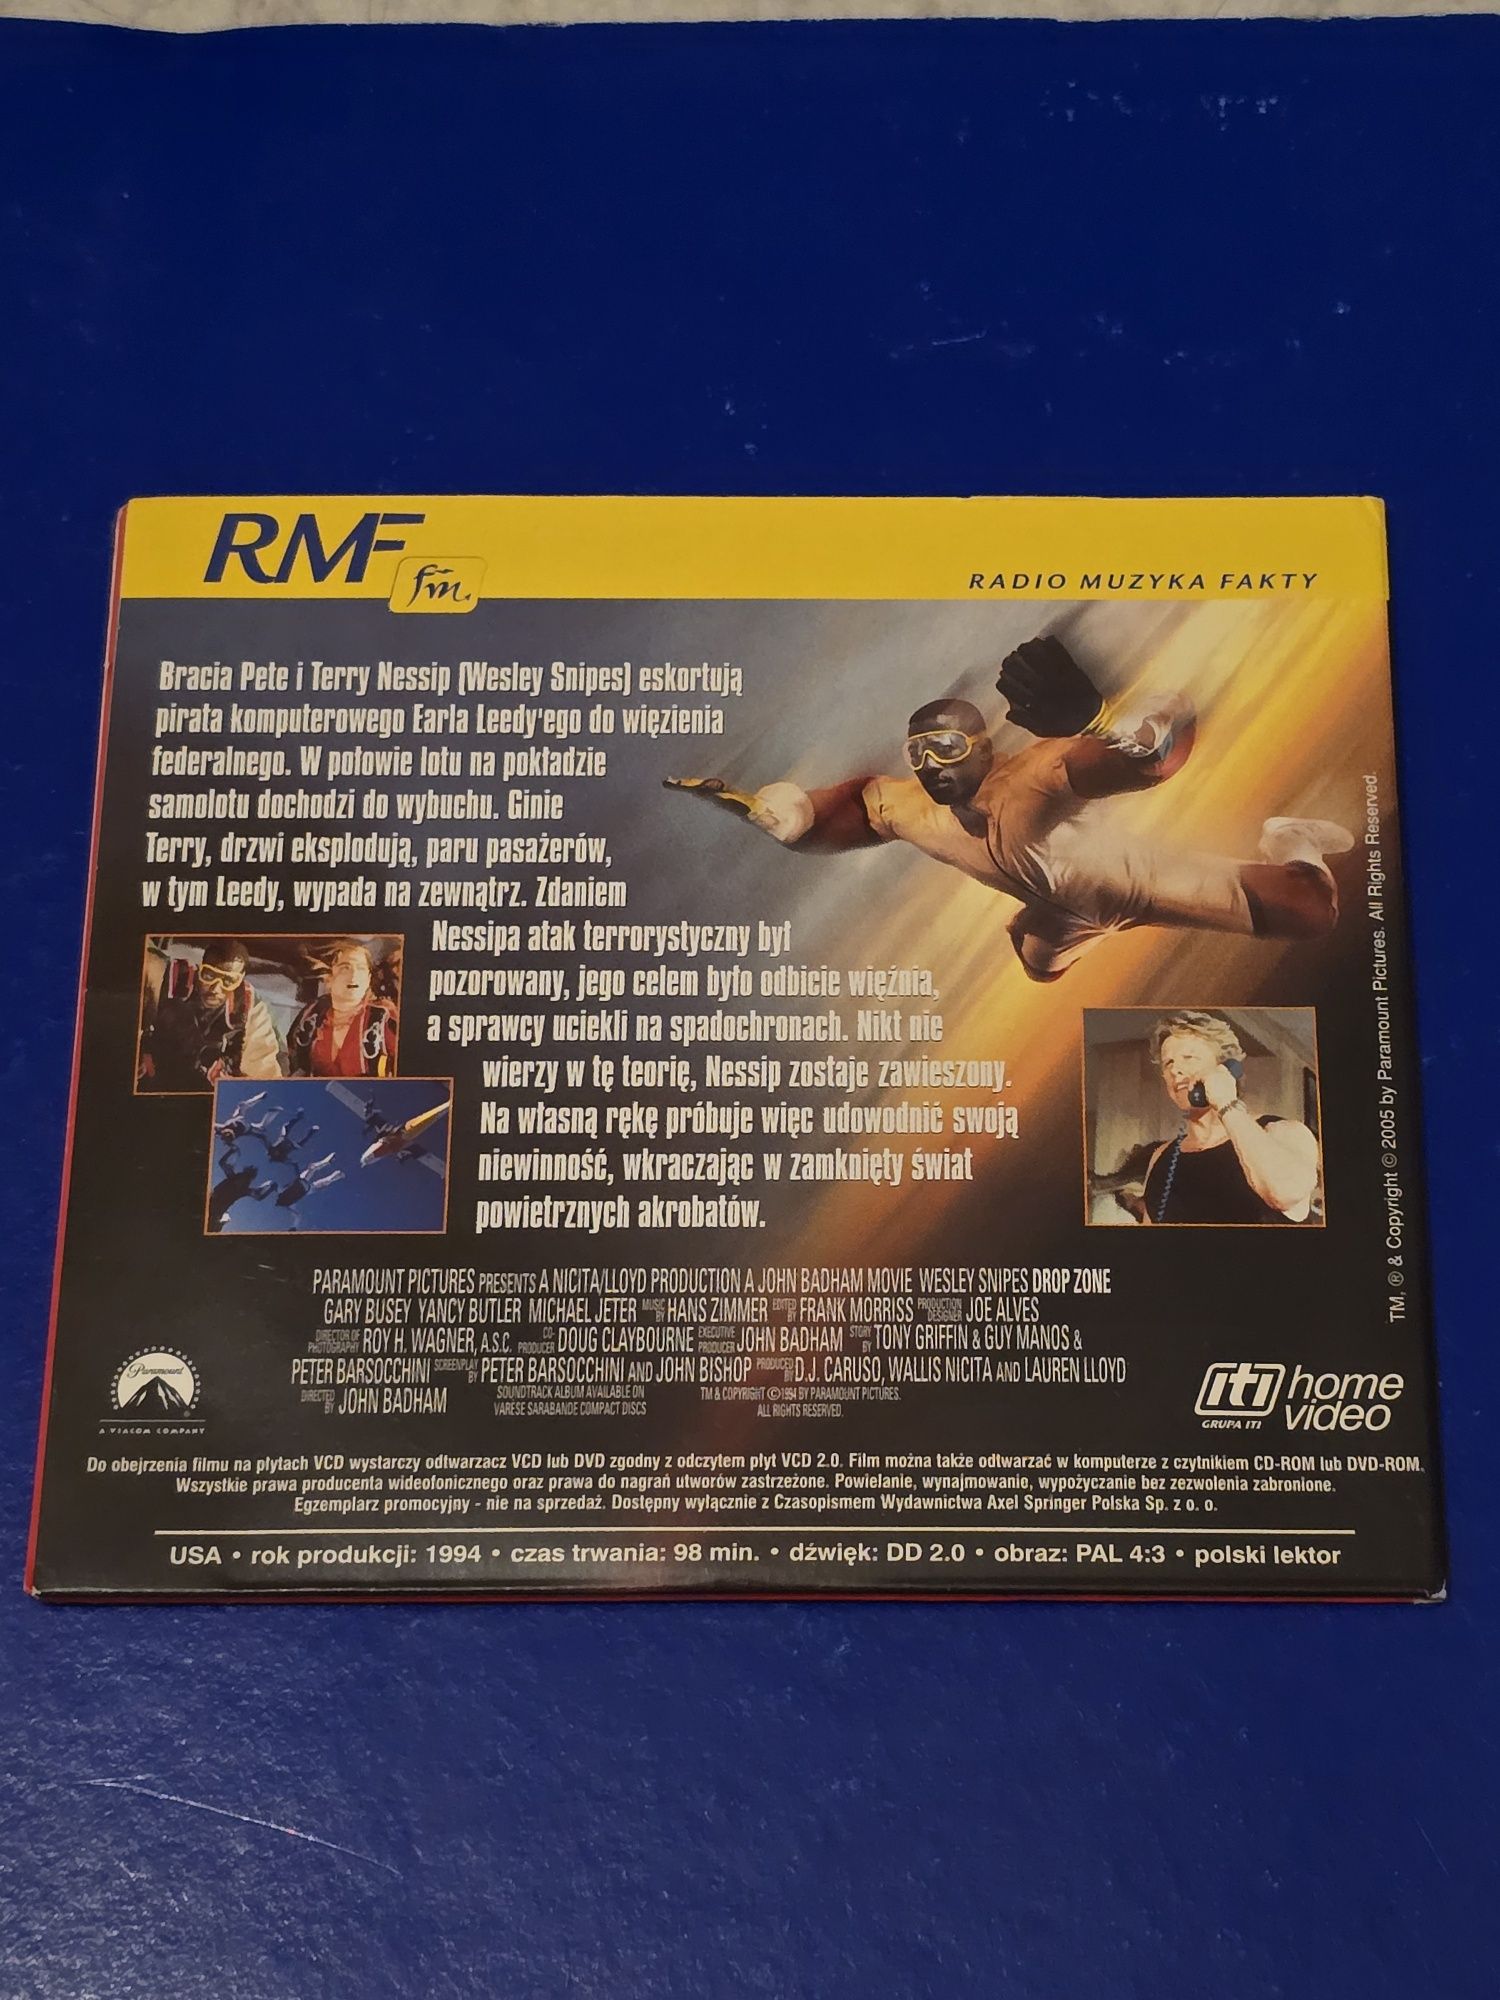 RMF
fm
RADIO MUZYKA FAKTY
Bracia Pete i Terry Nessip (Wesley Snipes) eskortują
pirata komputerowego Earla Leedy'ego do więzienia
federalnego. W połowie lotu na pokładzie
samolotu dochodzi do wybuchu. Ginie
Terry, drzwi eksplodują, paru pasażerów,
w tym Leedy, wypada na zewnątrz. Zdaniem
Nessipa atak terrorystyczny był
pozorowany, jego celem było odbicie więźnia,
a sprawcy uciekli na spadochronach. Nikt nie
wierzy w tę teorię, Nessip zostaje zawieszony.
Na własną rękę próbuje więc udowodnić swoją
niewinność, wkraczając w zamknięty świat
powietrznych akrobatów.
TM, ® & Copyright © 2005 by Paramount Pictures. All Rights Reserved.
PARAMOUNT PICTURES PRESENTS A NICITA/LLOYD PRODUCTION A JOHN BADHAM MOVIE WESLEY SNIPES DROP ZONE
GARY BUSEY YANCY BUTLER MICHAEL JETER MUSIC BY HANS ZIMMER EDITED BY FRANK MORRISS PRODUCTION DESIGNER JOE ALVES
DIRECTOR OF PHOTOGRAPHY ROY H. WAGNER, A.S.C. CO-PRODUCER DOUG CLAYBOURNE EXECUTIVE PRODUCER JOHN BADHAM STORY BY TONY GRIFFIN & GUY MANOS &
PETER BARSOCCHINI SCREENPLAY BY PETER BARSOCCHINI AND JOHN BISHOP PRODUCED BY D.J. CARUSO, WALLIS NICITA AND LAUREN LLOYD
DIRECTED BY JOHN BADHAM
SOUNDTRACK ALBUM AVAILABLE ON
VARÈSE SARABANDE COMPACT DISCS
TM & COPYRIGHT © 1994 BY PARAMOUNT PICTURES.
ALL RIGHTS RESERVED.
Paramount
A VIACOM COMPANY
iti home
video
GRUPA ITI
Do obejrzenia filmu na płytach VCD wystarczy odtwarzacz VCD lub DVD zgodny z odczytem płyt VCD 2.0. Film można także odtwarzać w komputerze z czytnikiem CD-ROM lub DVD-ROM.
Wszystkie prawa producenta wideofonicznego oraz prawa do nagrań utworów zastrzeżone. Powielanie, wynajmowanie, wypożyczanie bez zezwolenia zabronione.
Egzemplarz promocyjny - nie na sprzedaż. Dostępny wyłącznie z Czasopismem Wydawnictwa Axel Springer Polska Sp. z o. o.
USA • rok produkcji: 1994 • czas trwania: 98 min. • dźwięk: DD 2.0 • obraz: PAL 4:3 • polski lektor